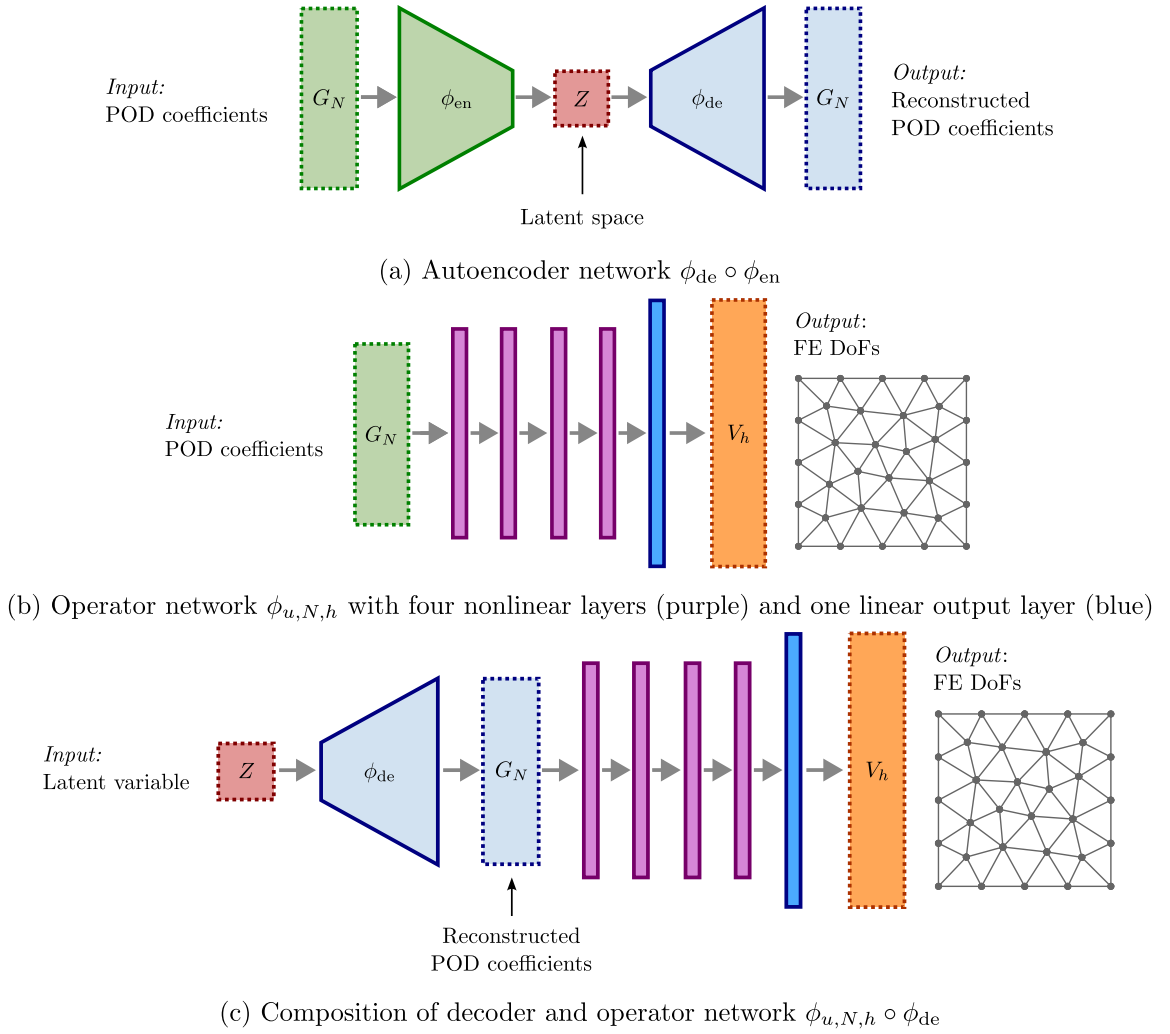 Input:
POD coefficients
G_N
ϕ_en
Z
ϕ_de
G_N
Output:
Reconstructed
POD coefficients
Latent space
(a) Autoencoder network ϕ_de ∘ ϕ_en
Input:
POD coefficients
G_N
V_h
Output:
FE DoFs
(b) Operator network ϕ_{u,N,h} with four nonlinear layers (purple) and one linear output layer (blue)
Input:
Latent variable
Z
ϕ_de
G_N
V_h
Output:
FE DoFs
Reconstructed
POD coefficients
(c) Composition of decoder and operator network ϕ_{u,N,h} ∘ ϕ_de